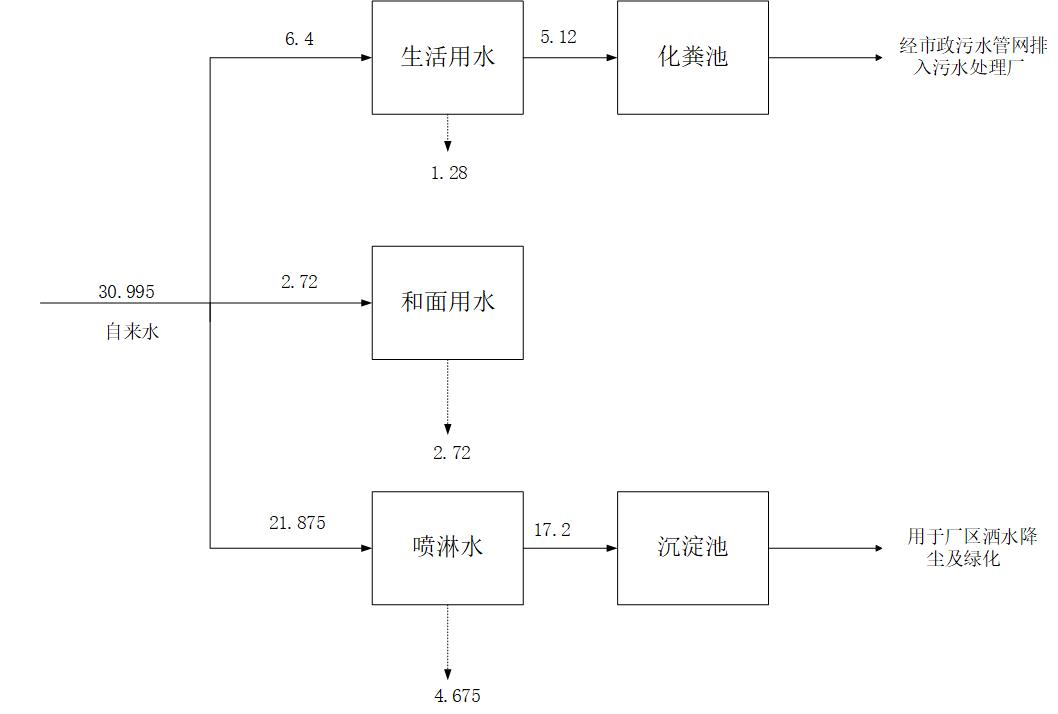 6.4
生活用水
5.12
化粪池
经市政污水管网排
入污水处理厂
1.28
30.995
自来水
2.72
和面用水
2.72
21.875
喷淋水
17.2
沉淀池
用于厂区洒水降
尘及绿化
4.675